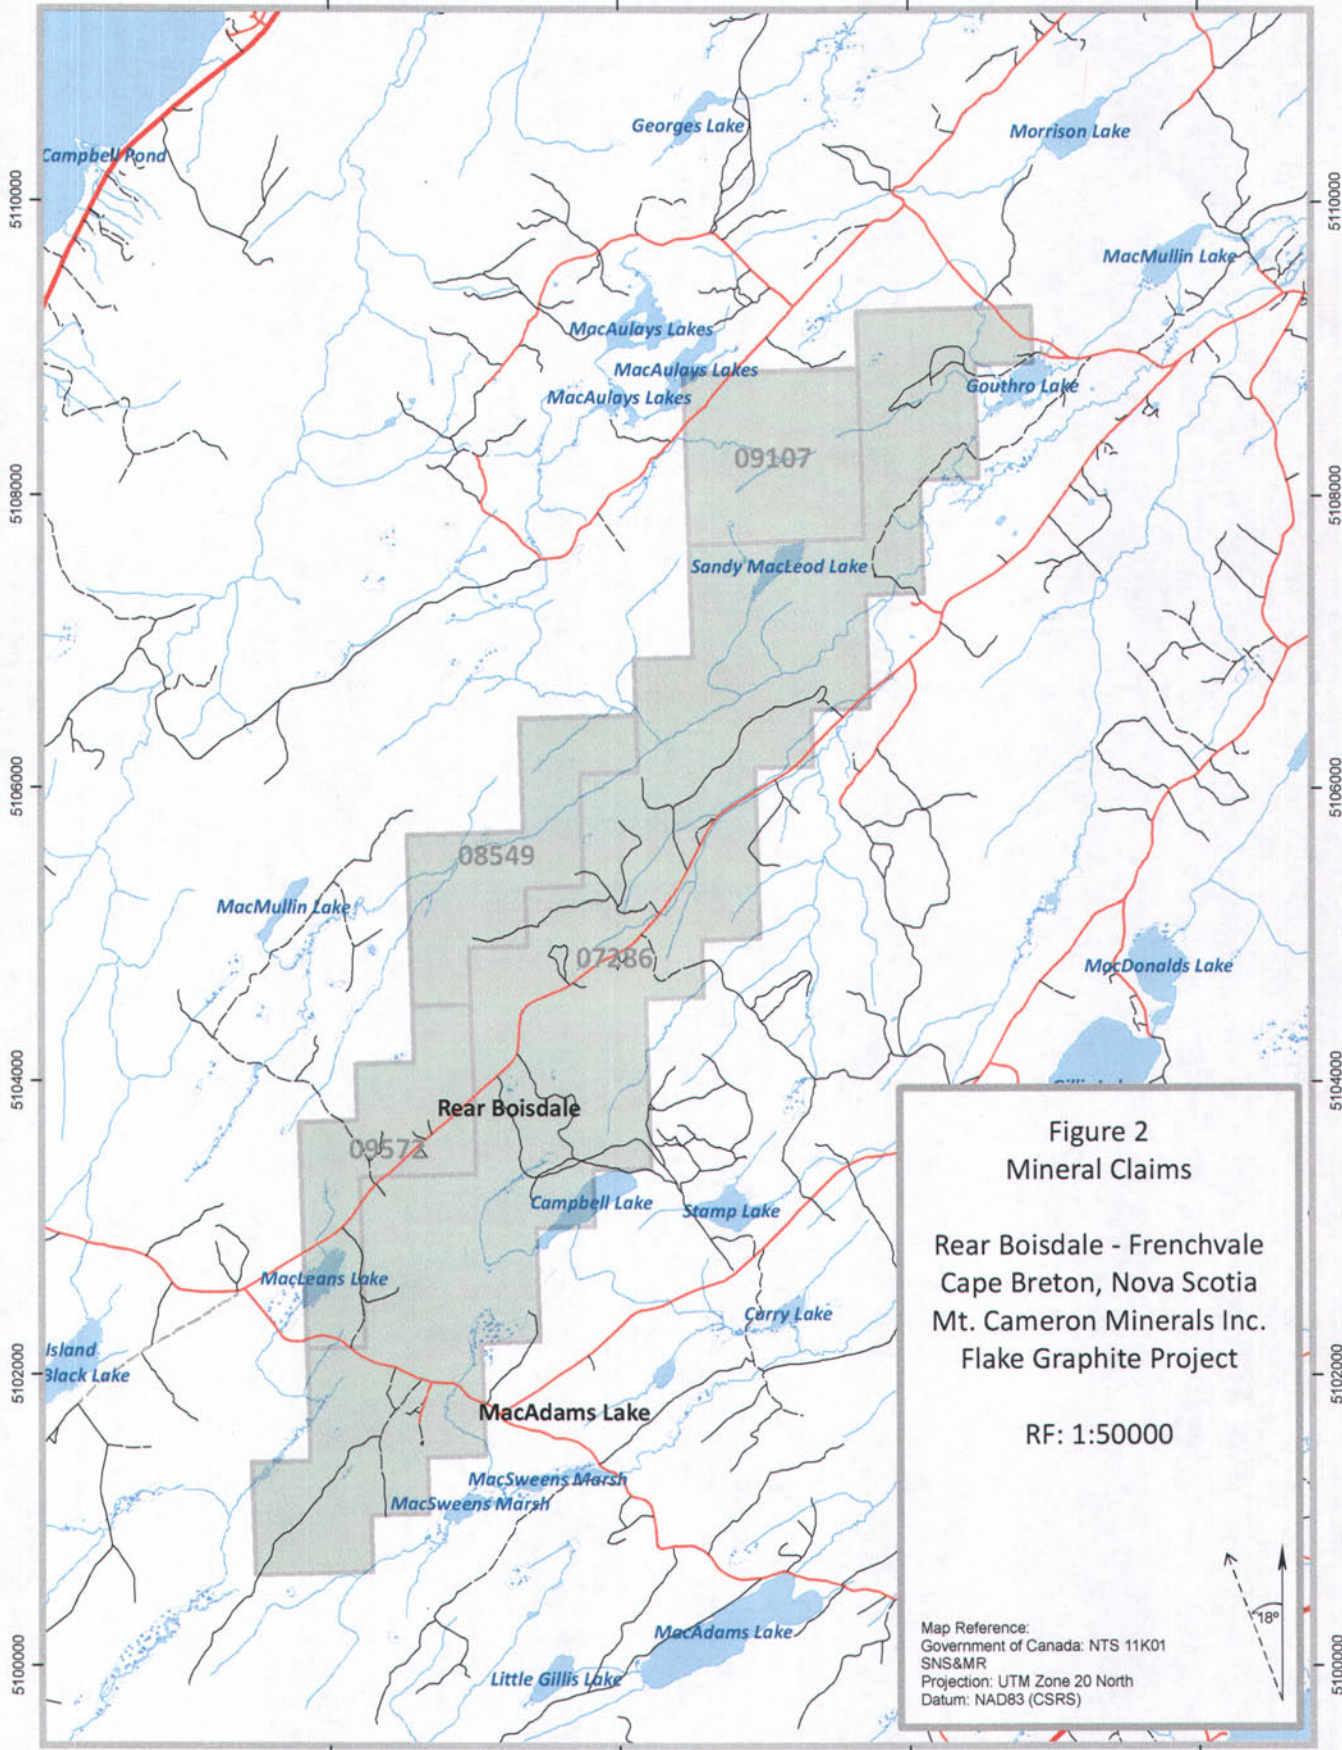 Georges Lake
Morrison Lake
Campbell Pond
5110000
5110000
MacMullin Lake
MacAulays Lakes
MacAulays Lakes
MacAulays Lakes
Gouthro Lake
09107
5108000
5108000
Sandy MacLeod Lake
5106000
5106000
08549
MacMullin Lake
07286
MacDonalds Lake
5104000
5104000
Rear Boisdale
09572
Campbell Lake
Stamp Lake
MacLeans Lake
Curry Lake
Island
Black Lake
5102000
5102000
MacAdams Lake
MacSweens Marsh
MacSweens Marsh
MacAdams Lake
Little Gillis Lake
5100000
5100000
Figure 2
Mineral Claims
Rear Boisdale - Frenchvale
Cape Breton, Nova Scotia
Mt. Cameron Minerals Inc.
Flake Graphite Project
RF: 1:50000
18°
Map Reference:
Government of Canada: NTS 11K01
SNS&MR
Projection: UTM Zone 20 North
Datum: NAD83 (CSRS)